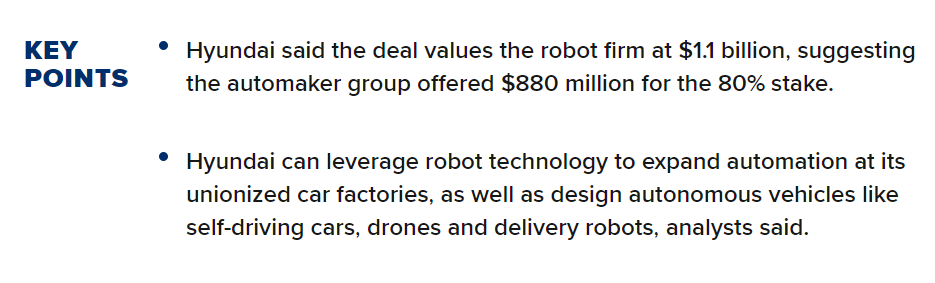 KEY
POINTS
Hyundai said the deal values the robot firm at $1.1 billion, suggesting
the automaker group offered $880 million for the 80% stake.
Hyundai can leverage robot technology to expand automation at its
unionized car factories, as well as design autonomous vehicles like
self-driving cars, drones and delivery robots, analysts said.